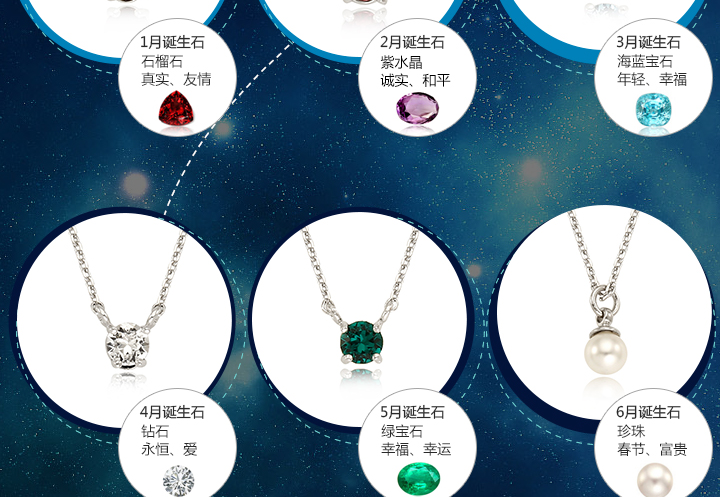 1月诞生石
石榴石
真实、友情
2月诞生石
紫水晶
诚实、和平
3月诞生石
海蓝宝石
年轻、幸福
4月诞生石
钻石
永恒、爱
5月诞生石
绿宝石
幸福、幸运
6月诞生石
珍珠
春节、富贵